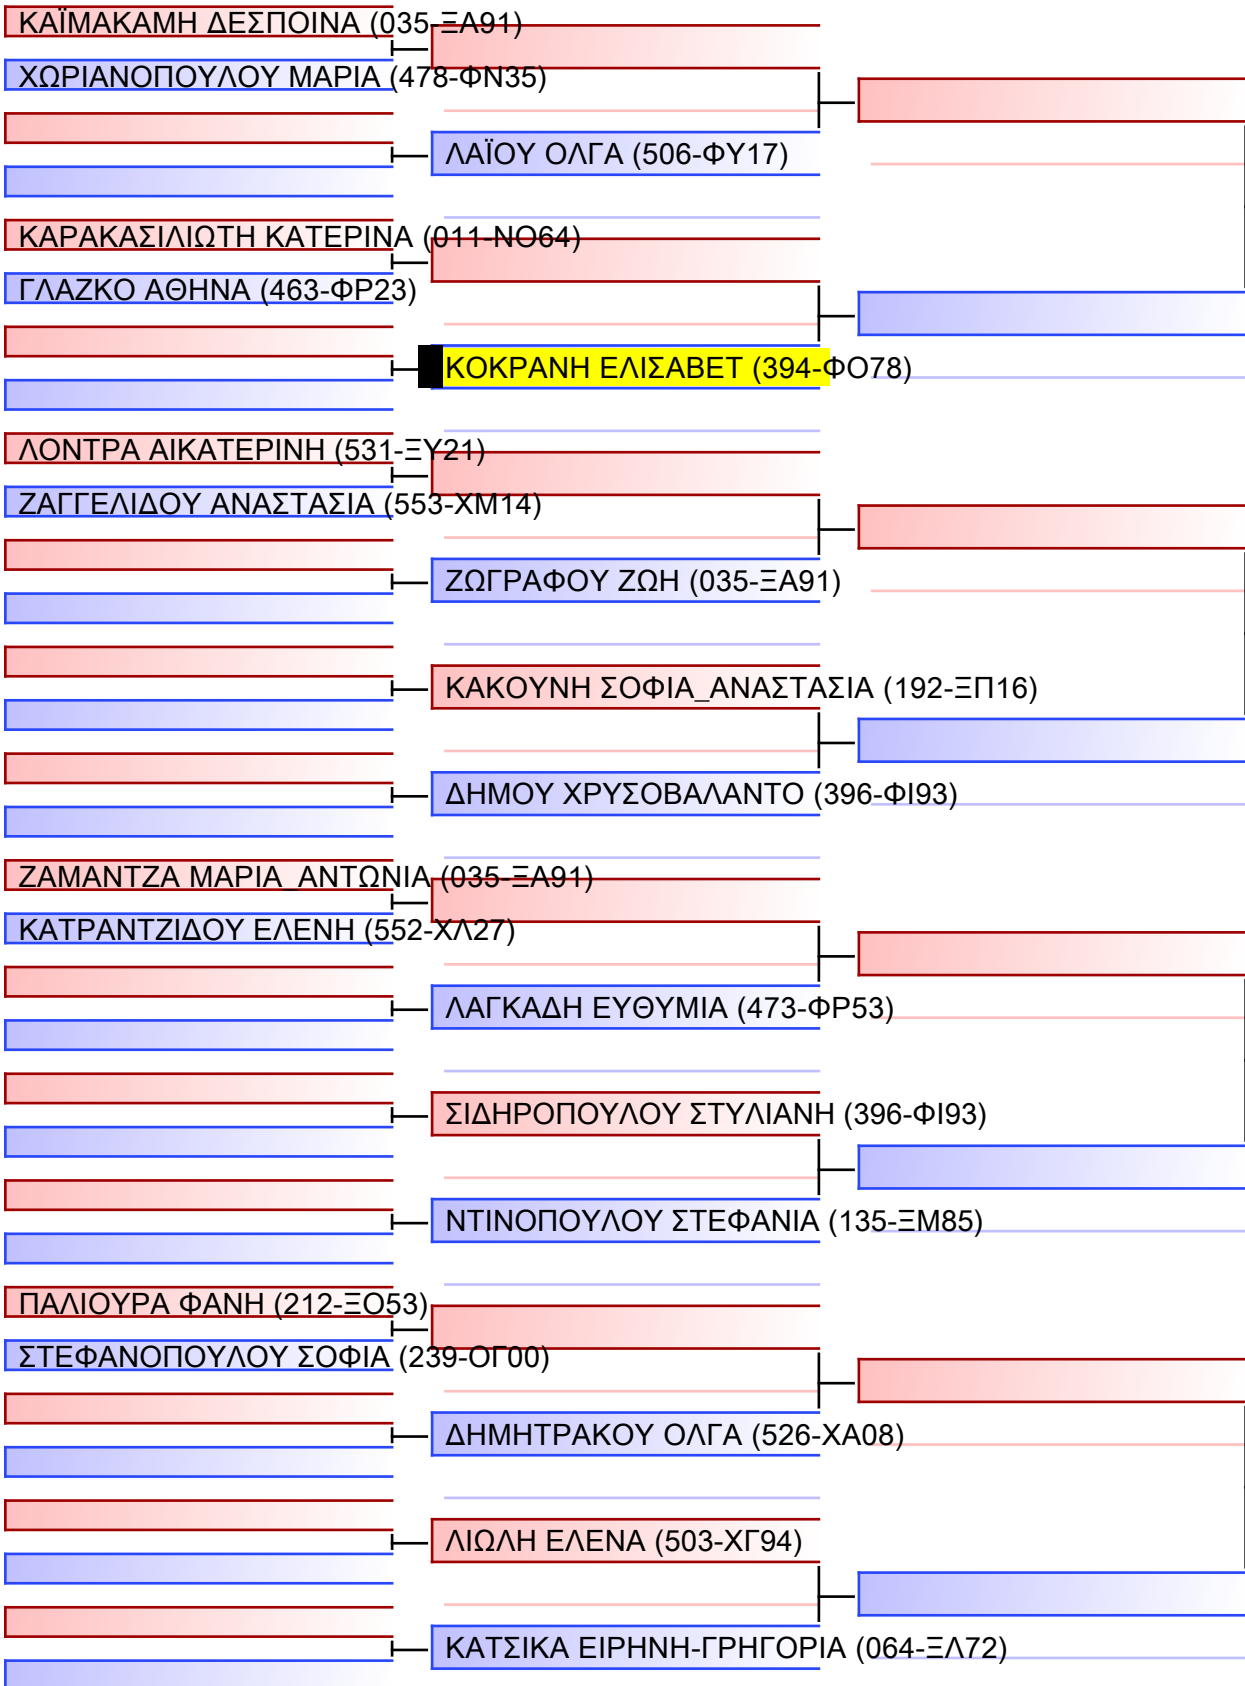 ΚΑΪΜΑΚΑΜΗ ΔΕΣΠΟΙΝΑ (035-ΞΑ91)
ΧΩΡΙΑΝΟΠΟΥΛΟΥ ΜΑΡΙΑ (478-ΦΝ35)
ΛΑΪΟΥ ΟΛΓΑ (506-ΦΥ17)
ΚΑΡΑΚΑΣΙΛΙΩΤΗ ΚΑΤΕΡΙΝΑ (011-ΝΟ64)
ΓΛΑΖΚΟ ΑΘΗΝΑ (463-ΦΡ23)
ΚΟΚΡΑΝΗ ΕΛΙΣΑΒΕΤ (394-ΦΟ78)
ΛΟΝΤΡΑ ΑΙΚΑΤΕΡΙΝΗ (531-ΞΥ21)
ΖΑΓΓΕΛΙΔΟΥ ΑΝΑΣΤΑΣΙΑ (553-ΧΜ14)
ΖΩΓΡΑΦΟΥ ΖΩΗ (035-ΞΑ91)
ΚΑΚΟΥΝΗ ΣΟΦΙΑ_ΑΝΑΣΤΑΣΙΑ (192-ΞΠ16)
ΔΗΜΟΥ ΧΡΥΣΟΒΑΛΑΝΤΟ (396-ΦΙ93)
ΖΑΜΑΝΤΖΑ ΜΑΡΙΑ_ΑΝΤΩΝΙΑ (035-ΞΑ91)
ΚΑΤΡΑΝΤΖΙΔΟΥ ΕΛΕΝΗ (552-ΧΛ27)
ΛΑΓΚΑΔΗ ΕΥΘΥΜΙΑ (473-ΦΡ53)
ΣΙΔΗΡΟΠΟΥΛΟΥ ΣΤΥΛΙΑΝΗ (396-ΦΙ93)
ΝΤΙΝΟΠΟΥΛΟΥ ΣΤΕΦΑΝΙΑ (135-ΞΜ85)
ΠΑΛΙΟΥΡΑ ΦΑΝΗ (212-ΞΟ53)
ΣΤΕΦΑΝΟΠΟΥΛΟΥ ΣΟΦΙΑ (239-ΟΓ00)
ΔΗΜΗΤΡΑΚΟΥ ΟΛΓΑ (526-ΧΑ08)
ΛΙΩΛΗ ΕΛΕΝΑ (503-ΧΓ94)
ΚΑΤΣΙΚΑ ΕΙΡΗΝΗ-ΓΡΗΓΟΡΙΑ (064-ΞΛ72)